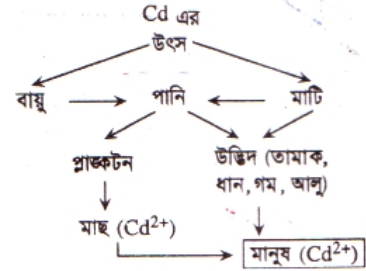 Cd এর
উৎস
বায়ু পানি মাটি
প্লাঙ্কটন উদ্ভিদ (তামাক,
ধান, গম, আলু)
মাছ (Cd²⁺) মানুষ (Cd²⁺)